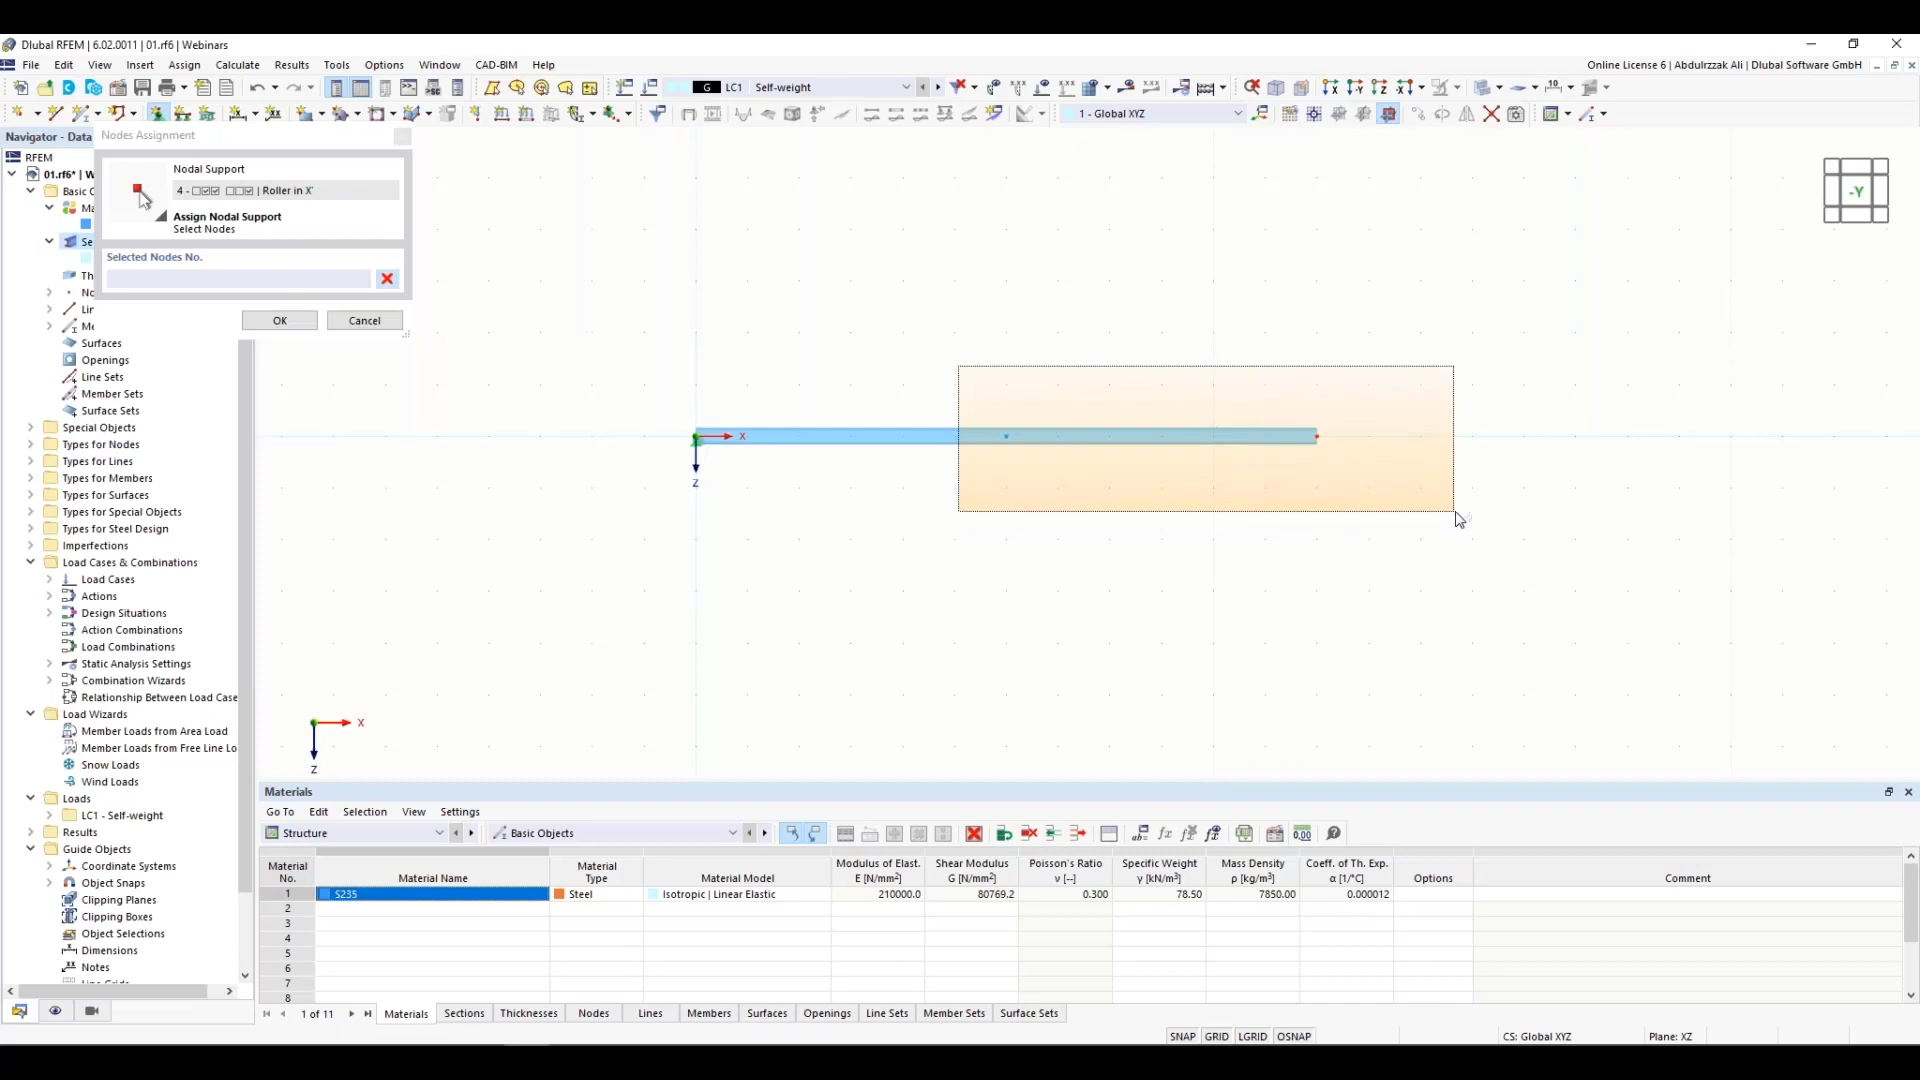 Dlubal RFEM | 6.02.0011 | 01.rf6 | Webinars
File Edit View Insert Assign Calculate Results Tools Options Window CAD-BIM Help
Online License 6 | Abdulrzzak Ali | Dlubal Software GmbH
G LC1 Self-weight
1 - Global XYZ
Navigator - Data
Nodes Assignment
RFEM
01.rf6* | W
Basic C
Ma
Se
Th
No
Lin
Me
Nodal Support
4 - ☐☑☑ ☐☐☑ | Roller in X'
Assign Nodal Support
Select Nodes
Selected Nodes No.
OK Cancel
Surfaces
Openings
Line Sets
Member Sets
Surface Sets
Special Objects
Types for Nodes
Types for Lines
Types for Members
Types for Surfaces
Types for Special Objects
Types for Steel Design
Imperfections
Load Cases & Combinations
Load Cases
Actions
Design Situations
Action Combinations
Load Combinations
Static Analysis Settings
Combination Wizards
Relationship Between Load Case
Load Wizards
Member Loads from Area Load
Member Loads from Free Line Lo
Snow Loads
Wind Loads
Loads
LC1 - Self-weight
Results
Guide Objects
Coordinate Systems
Object Snaps
Clipping Planes
Clipping Boxes
Object Selections
Dimensions
Notes
-Y
X
Z
X
Z
Materials
Go To Edit Selection View Settings
Structure Basic Objects
Material No. Material Name Material Type Material Model Modulus of Elast. E [N/mm²] Shear Modulus G [N/mm²] Poisson's Ratio ν [--] Specific Weight γ [kN/m³] Mass Density ρ [kg/m³] Coeff. of Th. Exp. α [1/°C] Options Comment
1 S235 Steel Isotropic | Linear Elastic 210000.0 80769.2 0.300 78.50 7850.00 0.000012
2
3
4
5
6
7
8
1 of 11 Materials Sections Thicknesses Nodes Lines Members Surfaces Openings Line Sets Member Sets Surface Sets
SNAP GRID LGRID OSNAP CS: Global XYZ Plane: XZ